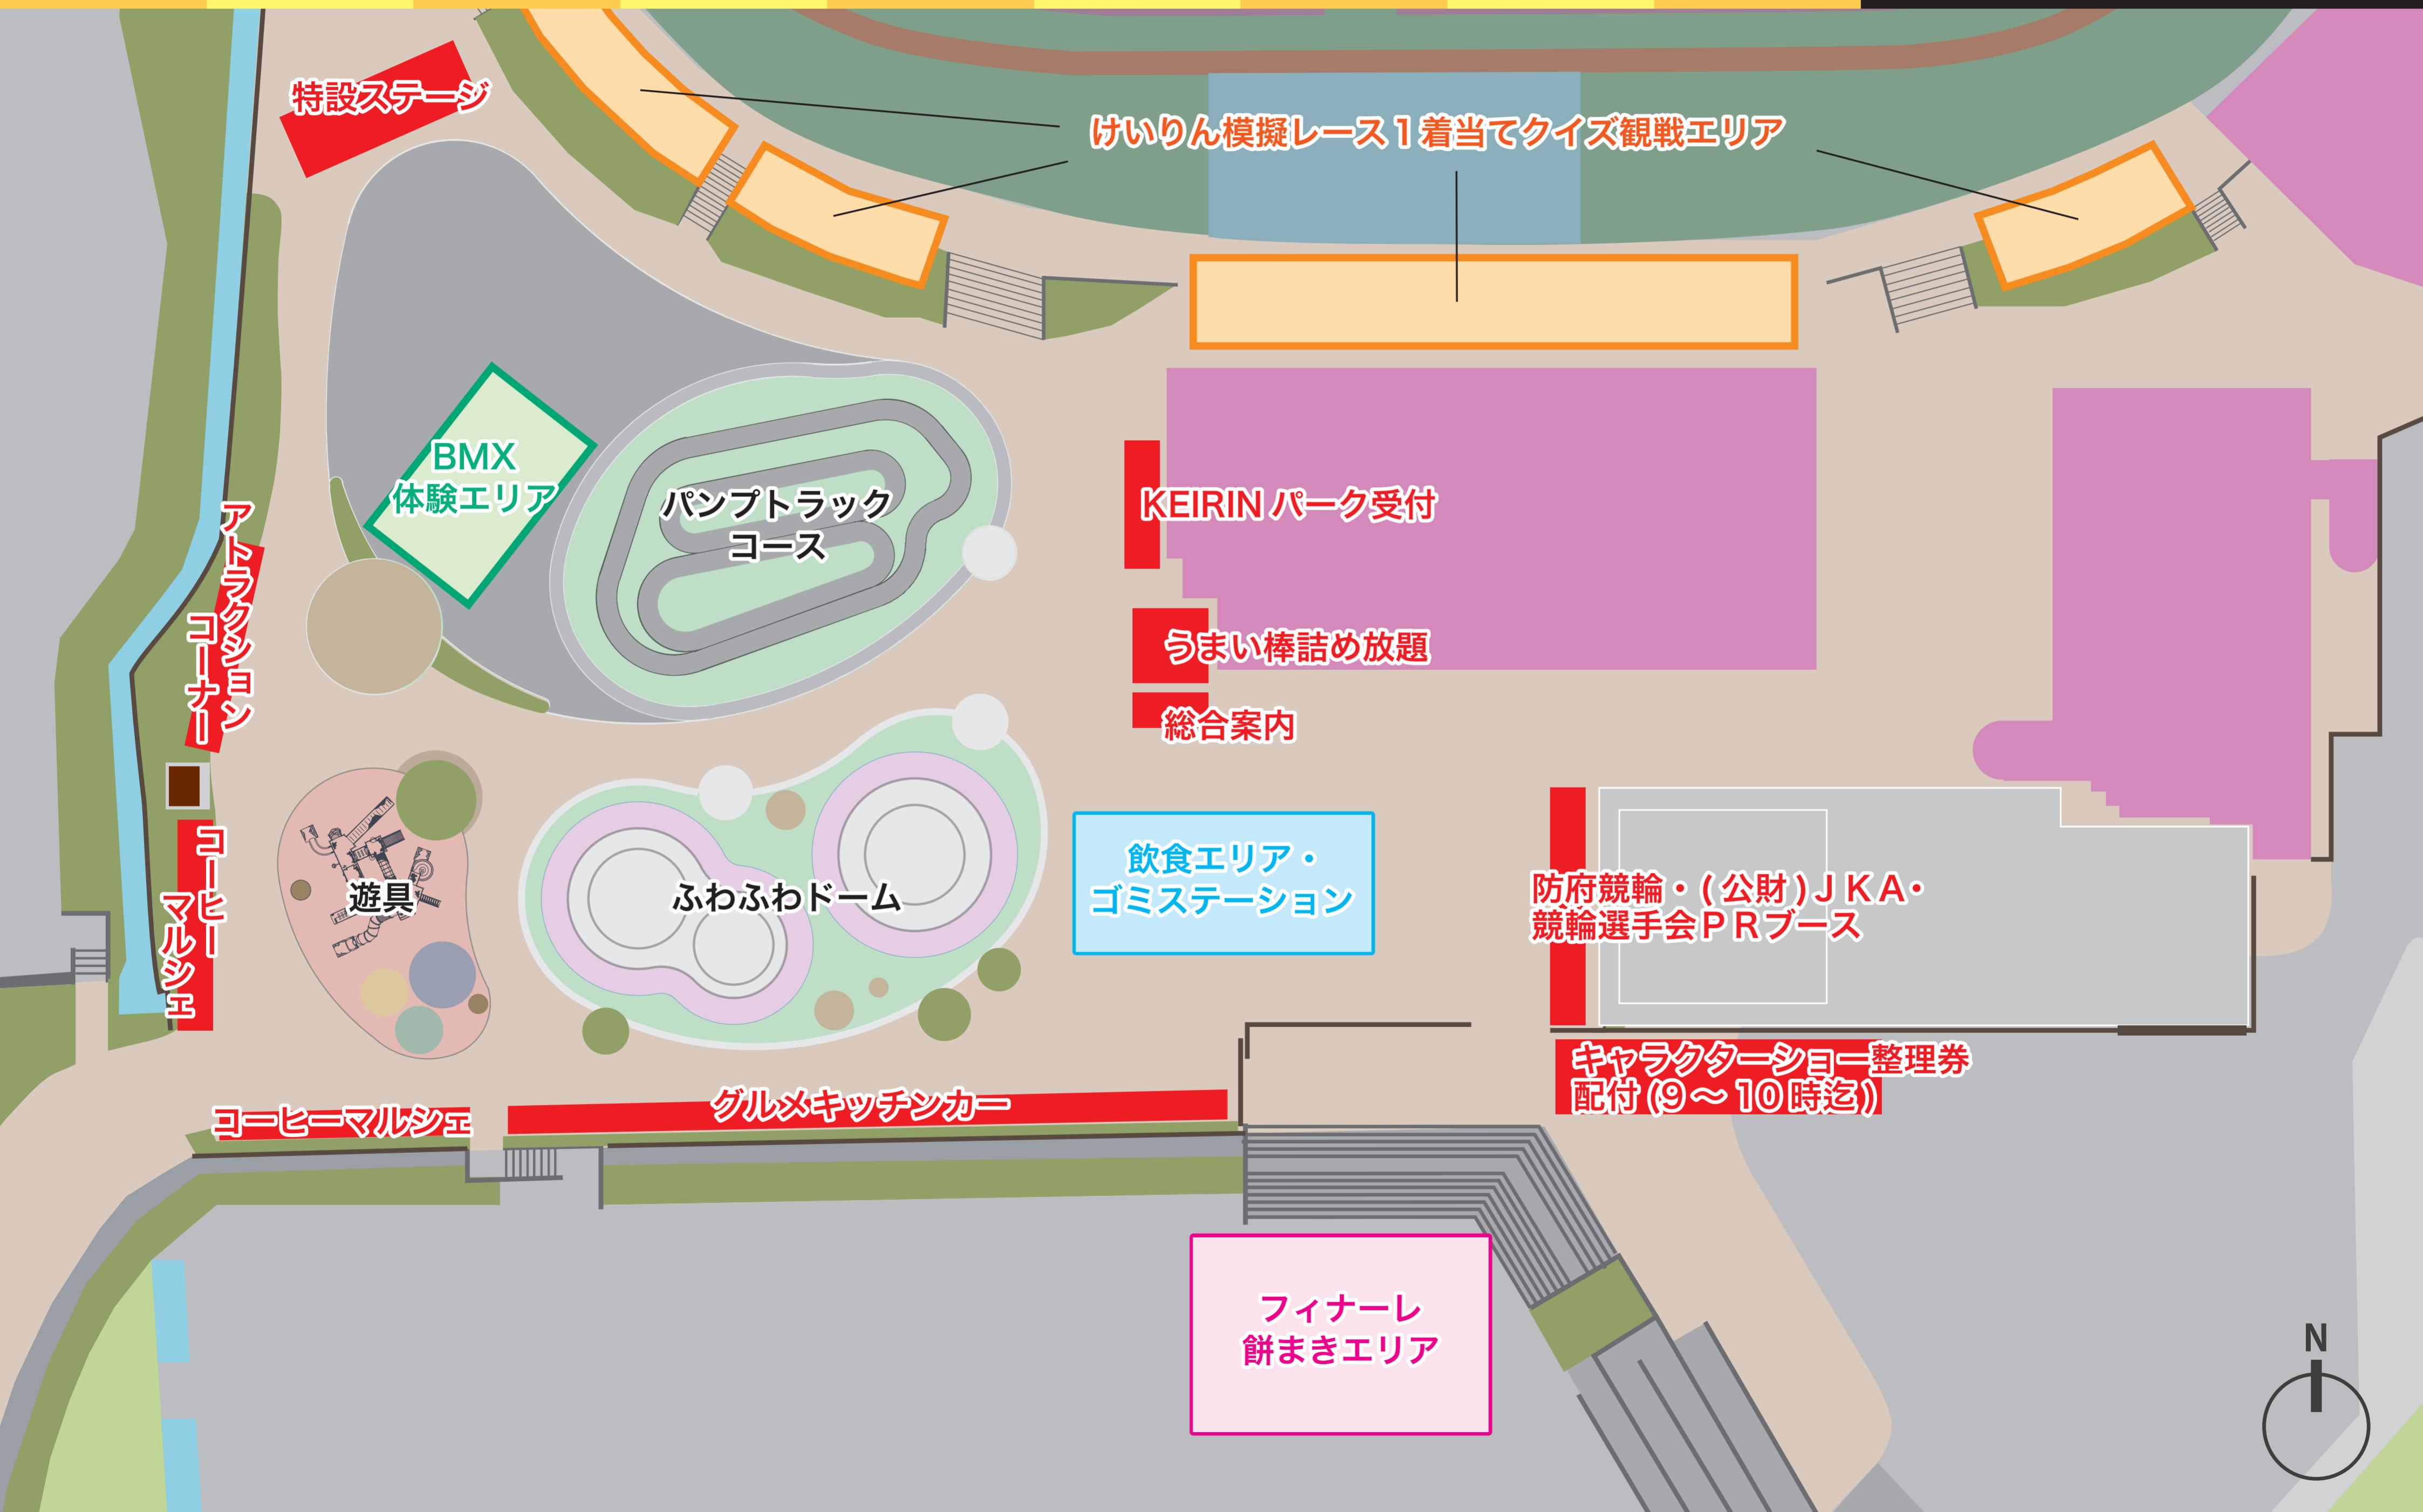 特設ステージ
けいりん模擬レース1着当てクイズ観戦エリア
BMX
体験エリア
パンプトラック
コース
KEIRINパーク受付
アトラクション
コーナー
うまい棒詰め放題
総合案内
コーヒー
マルシェ
遊具
ふわふわドーム
飲食エリア・
ゴミステーション
防府競輪・(公財)ＪＫＡ・
競輪選手会ＰＲブース
キャラクターショー整理券
配付(9～10時迄)
コーヒーマルシェ
グルメキッチンカー
フィナーレ
餅まきエリア
N